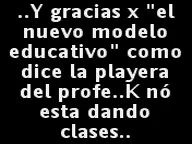 ..Y gracias x "el
nuevo modelo
educativo" como
dice la playera
del profe..K nó
esta dando
clases..